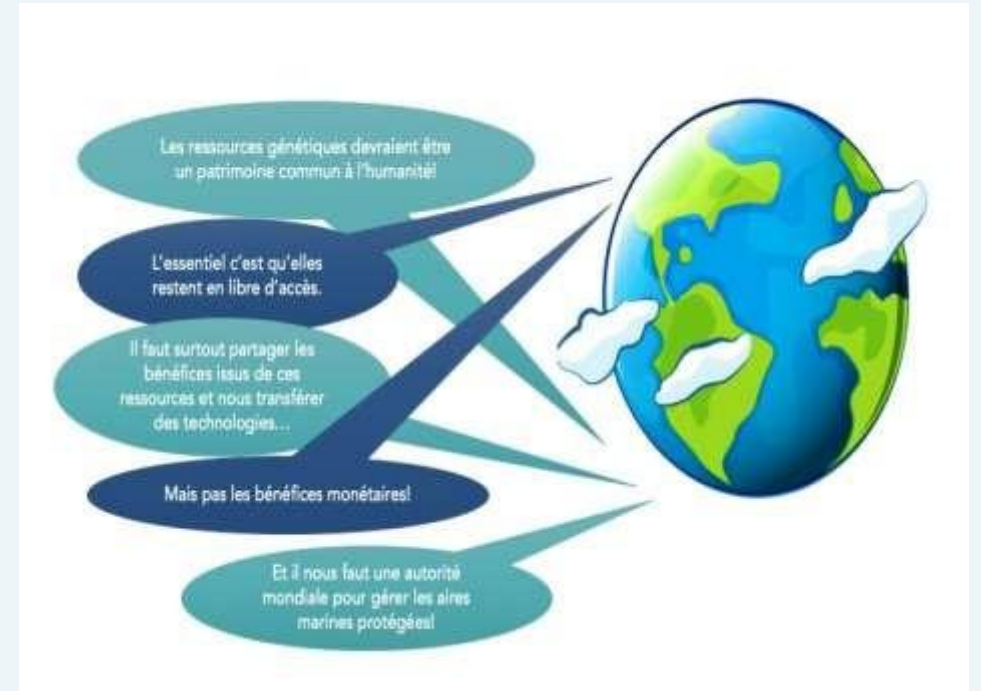 Les ressources génétiques devraient être
un patrimoine commun à l'humanité!
L'essentiel c'est qu'elles
restent en libre d'accès.
Il faut surtout partager les
bénéfices issus de ces
ressources et nous transférer
des technologies...
Mais pas les bénéfices monétaires!
Et il nous faut une autorité
mondiale pour gérer les aires
marines protégées!